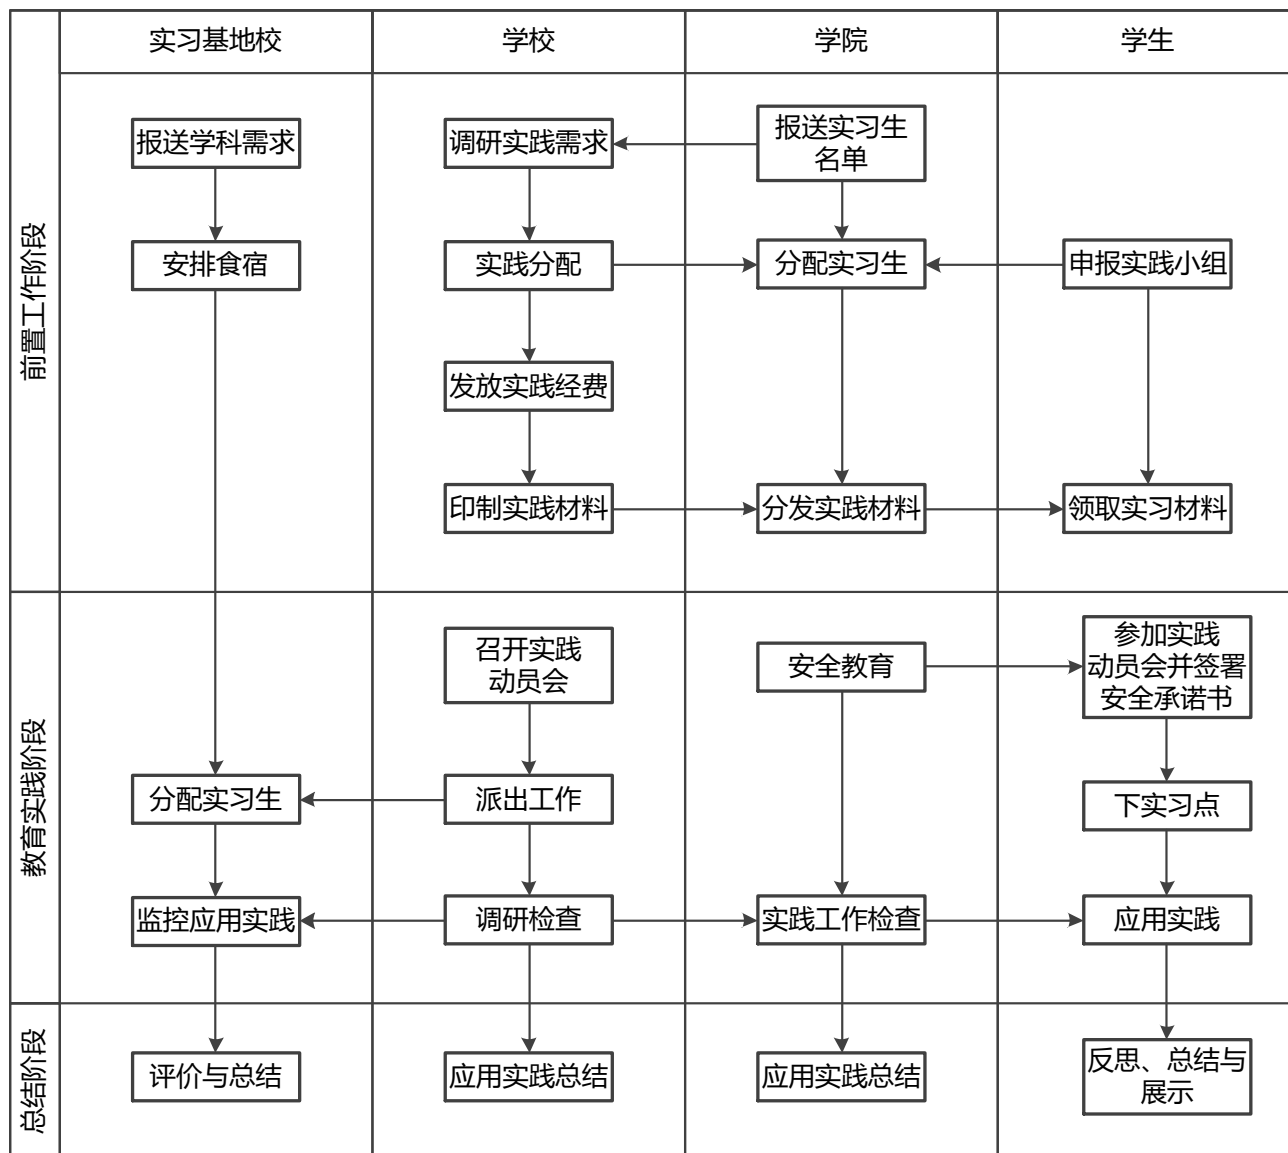 实习基地校
学校
学院
学生
前置工作阶段
报送学科需求
调研实践需求
报送实习生
名单
安排食宿
实践分配
分配实习生
申报实践小组
发放实践经费
印制实践材料
分发实践材料
领取实习材料
教育实践阶段
召开实践
动员会
安全教育
参加实践
动员会并签署
安全承诺书
分配实习生
派出工作
下实习点
监控应用实践
调研检查
实践工作检查
应用实践
总结阶段
评价与总结
应用实践总结
应用实践总结
反思、总结与
展示